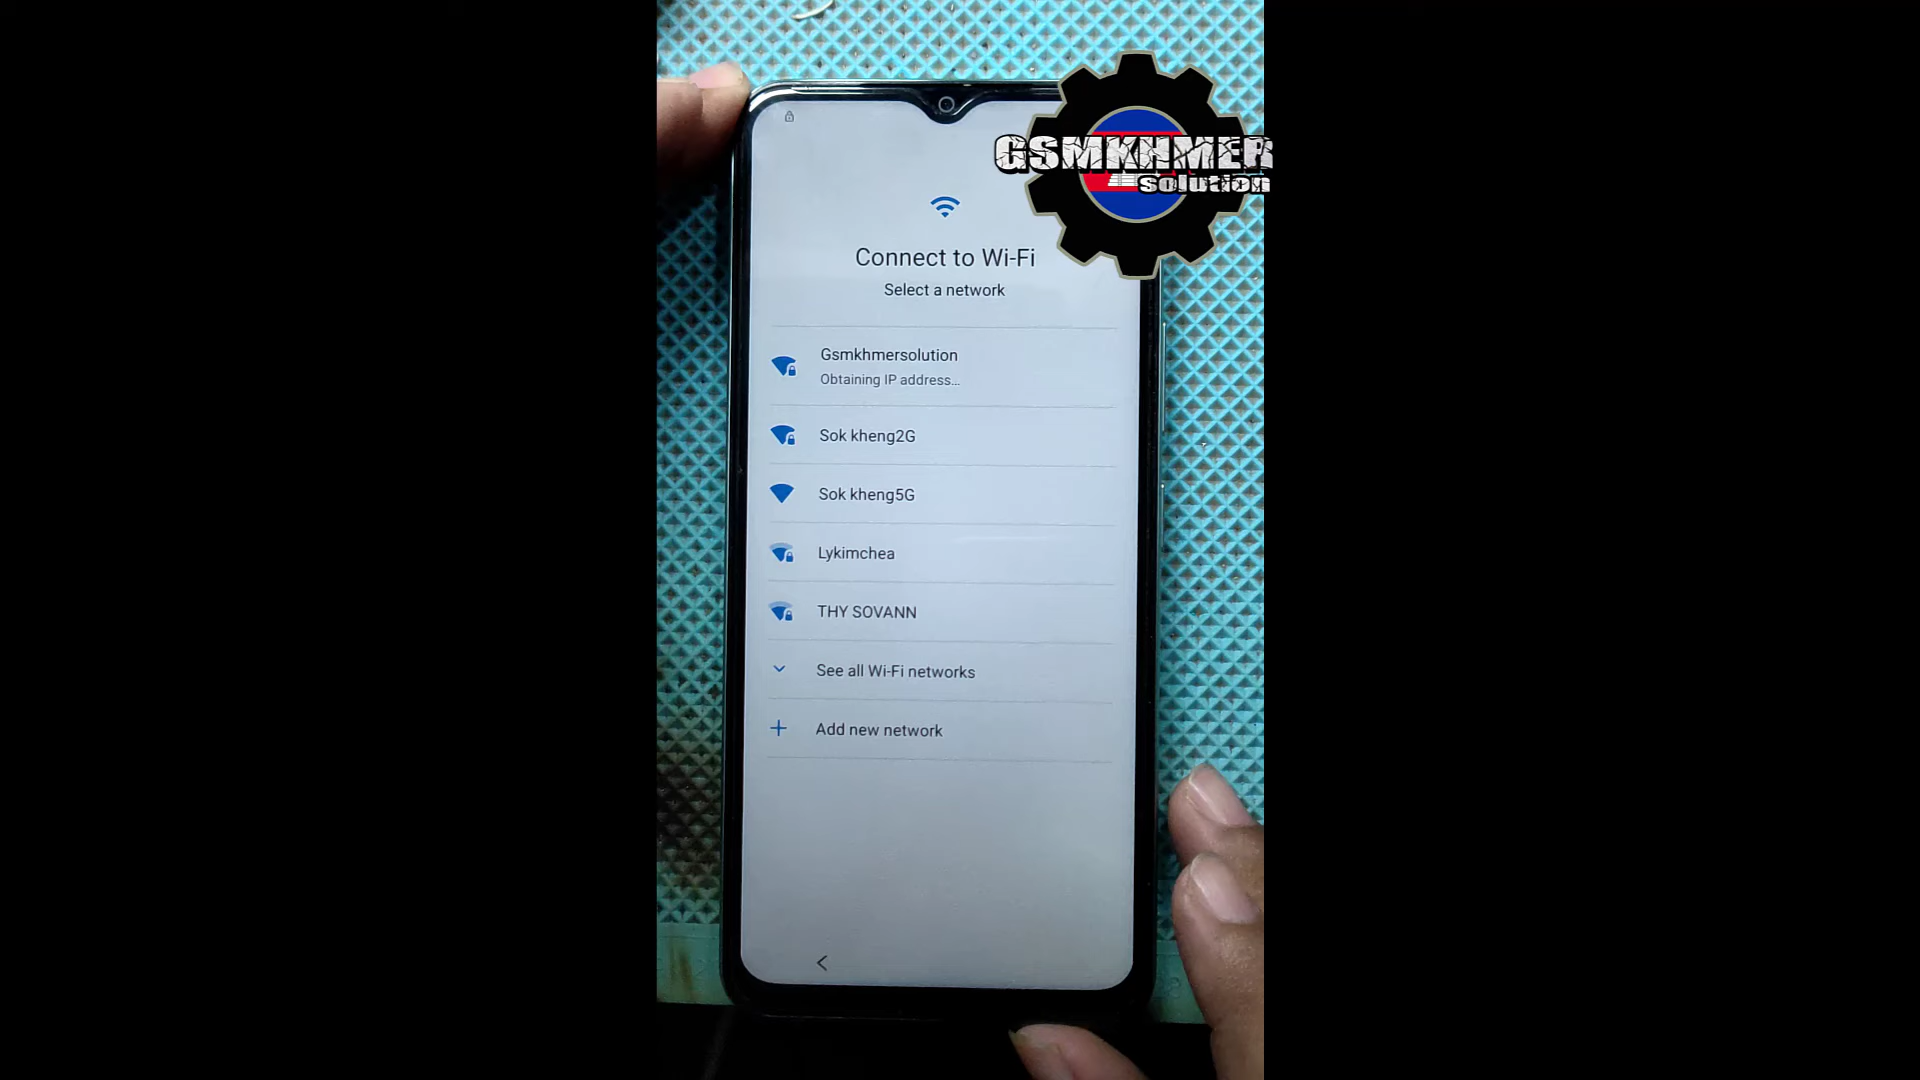 GSMKHMER
solution
Connect to Wi-Fi
Select a network
Gsmkhmersolution
Obtaining IP address...
Sok kheng2G
Sok kheng5G
Lykimchea
THY SOVANN
See all Wi-Fi networks
Add new network